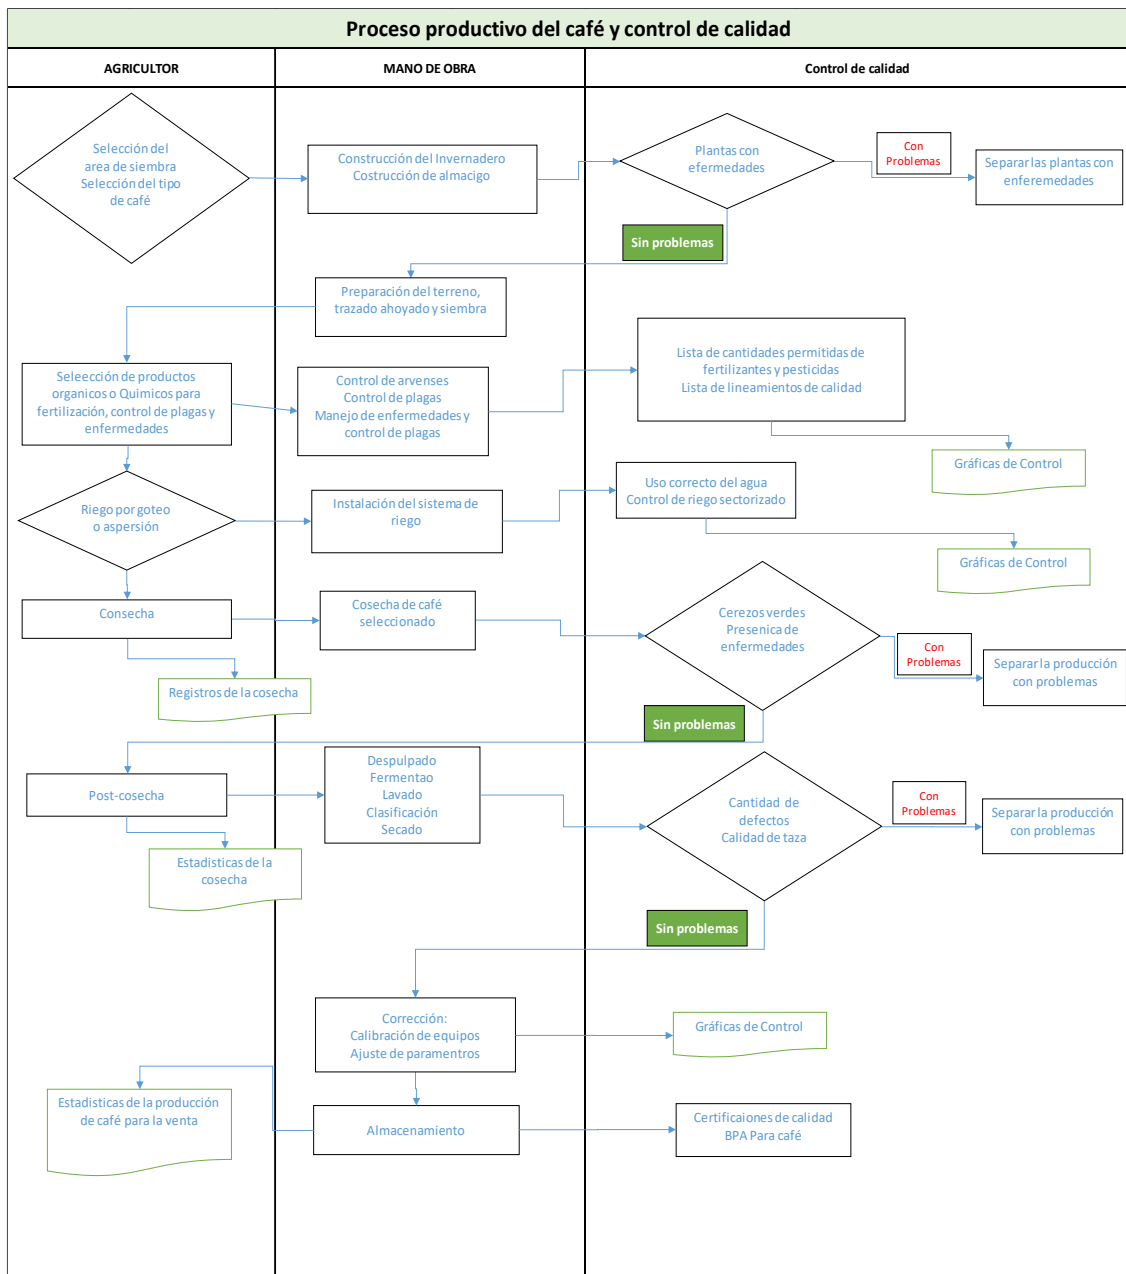 Proceso productivo del café y control de calidad
AGRICULTOR
MANO DE OBRA
Control de calidad
Selección del
area de siembra
Selección del tipo
de café
Construcción del Invernadero
Costrucción de almacigo
Plantas con
efermedades
Con
Problemas
Separar las plantas con
enferemedades
Sin problemas
Preparación del terreno,
trazado ahoyado y siembra
Seleección de productos
organicos o Quimicos para
fertilización, control de plagas y
enfermedades
Control de arvenses
Control de plagas
Manejo de enfermedades y
control de plagas
Lista de cantidades permitidas de
fertilizantes y pesticidas
Lista de lineamientos de calidad
Gráficas de Control
Riego por goteo
o aspersión
Instalación del sistema de
riego
Uso correcto del agua
Control de riego sectorizado
Gráficas de Control
Consecha
Cosecha de café
seleccionado
Cerezos verdes
Presenica de
enfermedades
Con
Problemas
Separar la producción
con problemas
Registros de la cosecha
Sin problemas
Post-cosecha
Despulpado
Fermentao
Lavado
Clasificación
Secado
Cantidad de
defectos
Calidad de taza
Con
Problemas
Separar la producción
con problemas
Estadisticas de la
cosecha
Sin problemas
Corrección:
Calibración de equipos
Ajuste de paramentros
Gráficas de Control
Estadisticas de la producción
de café para la venta
Almacenamiento
Certificaiones de calidad
BPA Para café